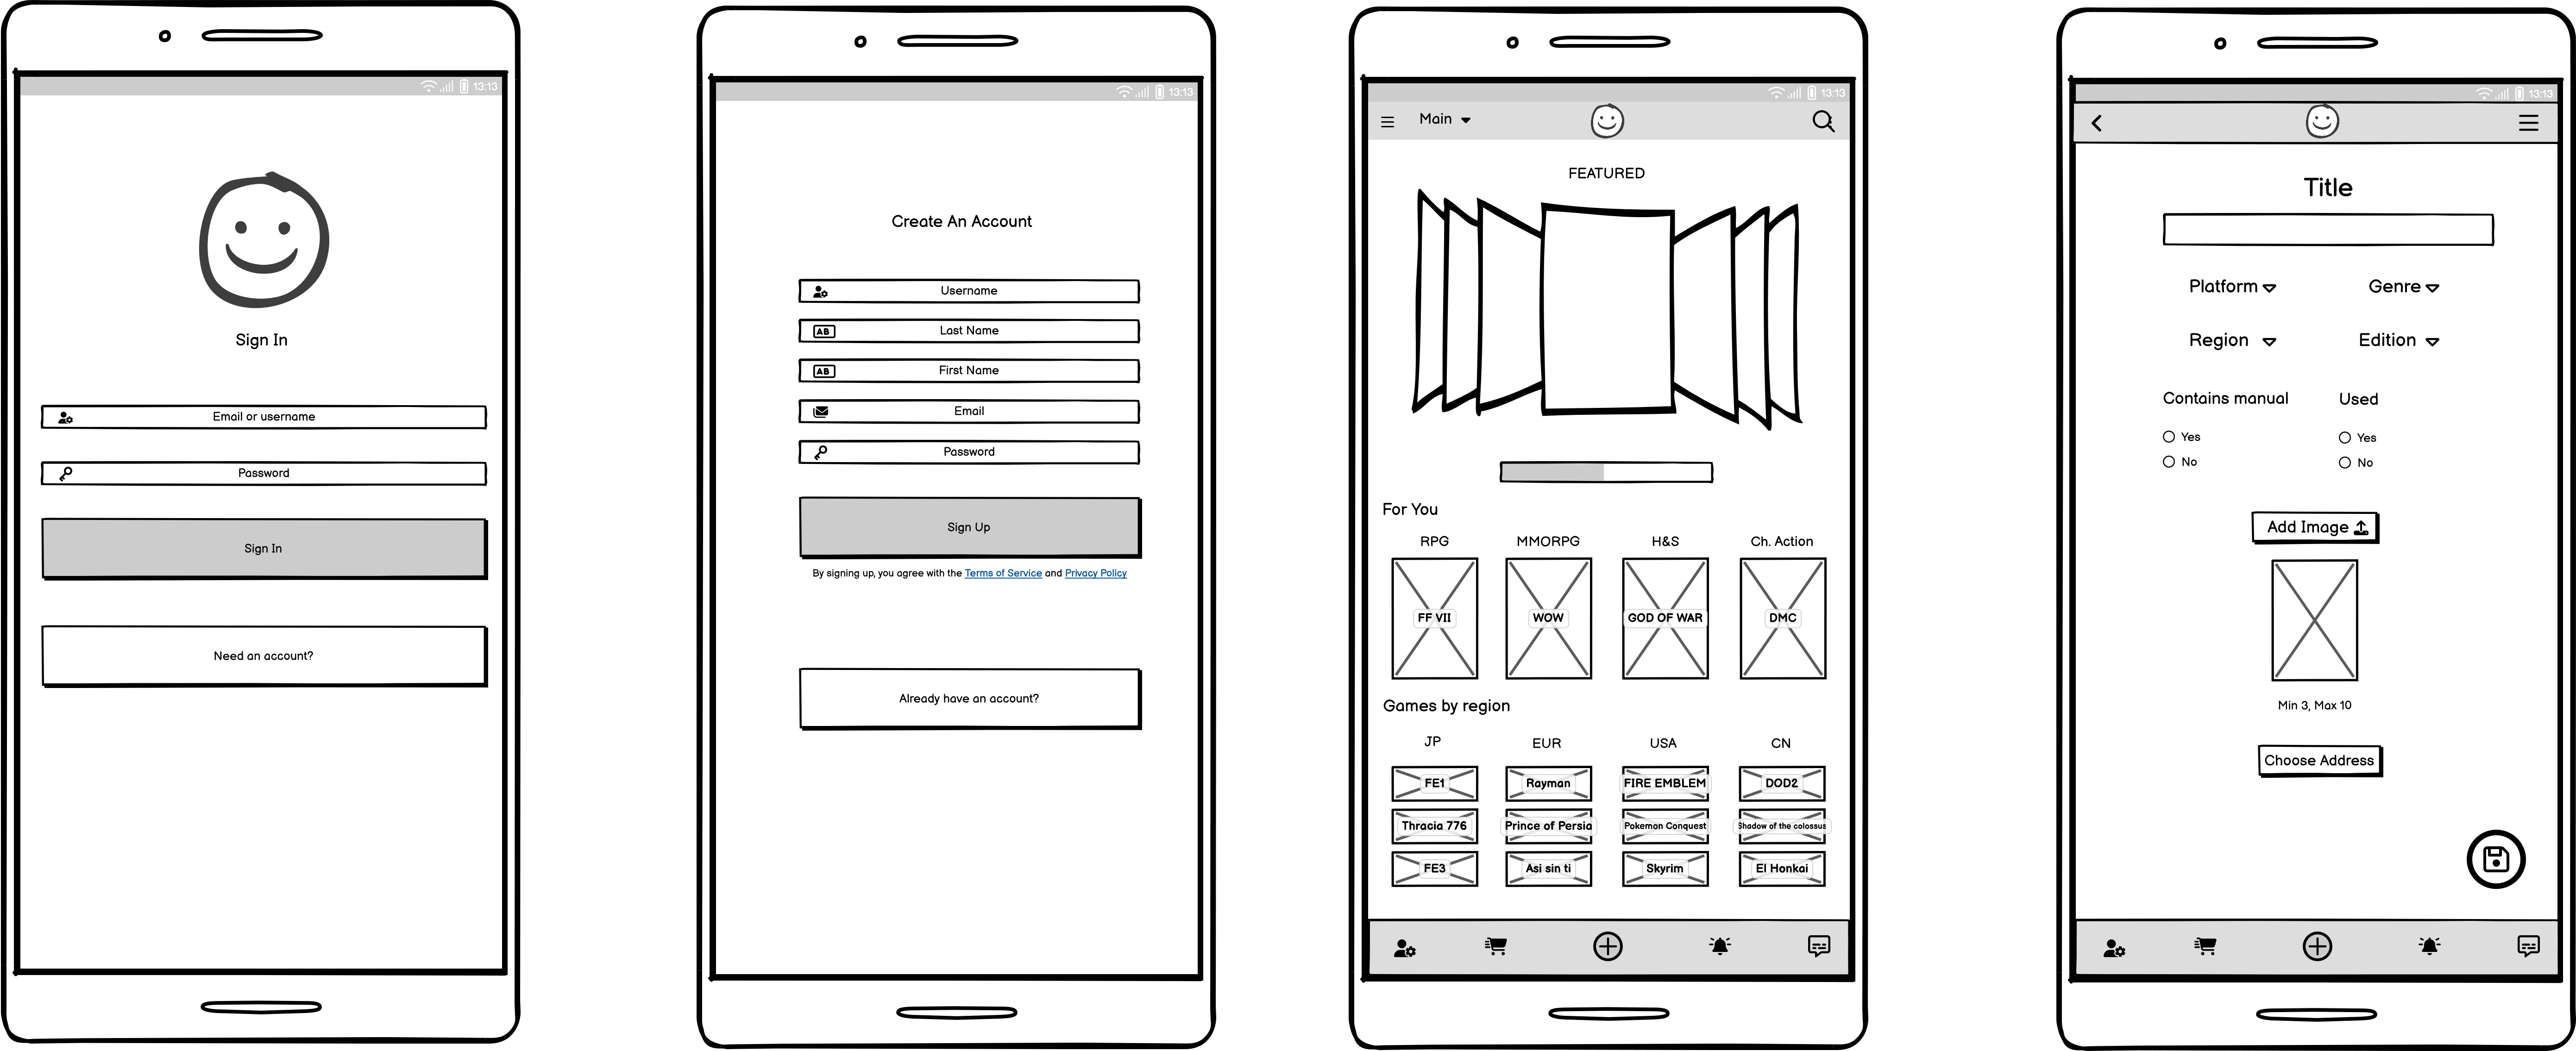 13:13
Sign In
Email or username
Password
Sign In
Need an account?
13:13
Create An Account
Username
AB Last Name
AB First Name
Email
Password
Sign Up
By signing up, you agree with the Terms of Service and Privacy Policy
Already have an account?
13:13
Main
FEATURED
For You
RPG MMORPG H&S Ch. Action
FF VII WOW GOD OF WAR DMC
Games by region
JP EUR USA CN
FE1 Rayman FIRE EMBLEM DOD2
Thracia 776 Prince of Persia Pokemon Conquest Shadow of the colossus
FE3 Asi sin ti Skyrim El Honkai
13:13
Title
Platform Genre
Region Edition
Contains manual Used
Yes Yes
No No
Add Image
Min 3, Max 10
Choose Address